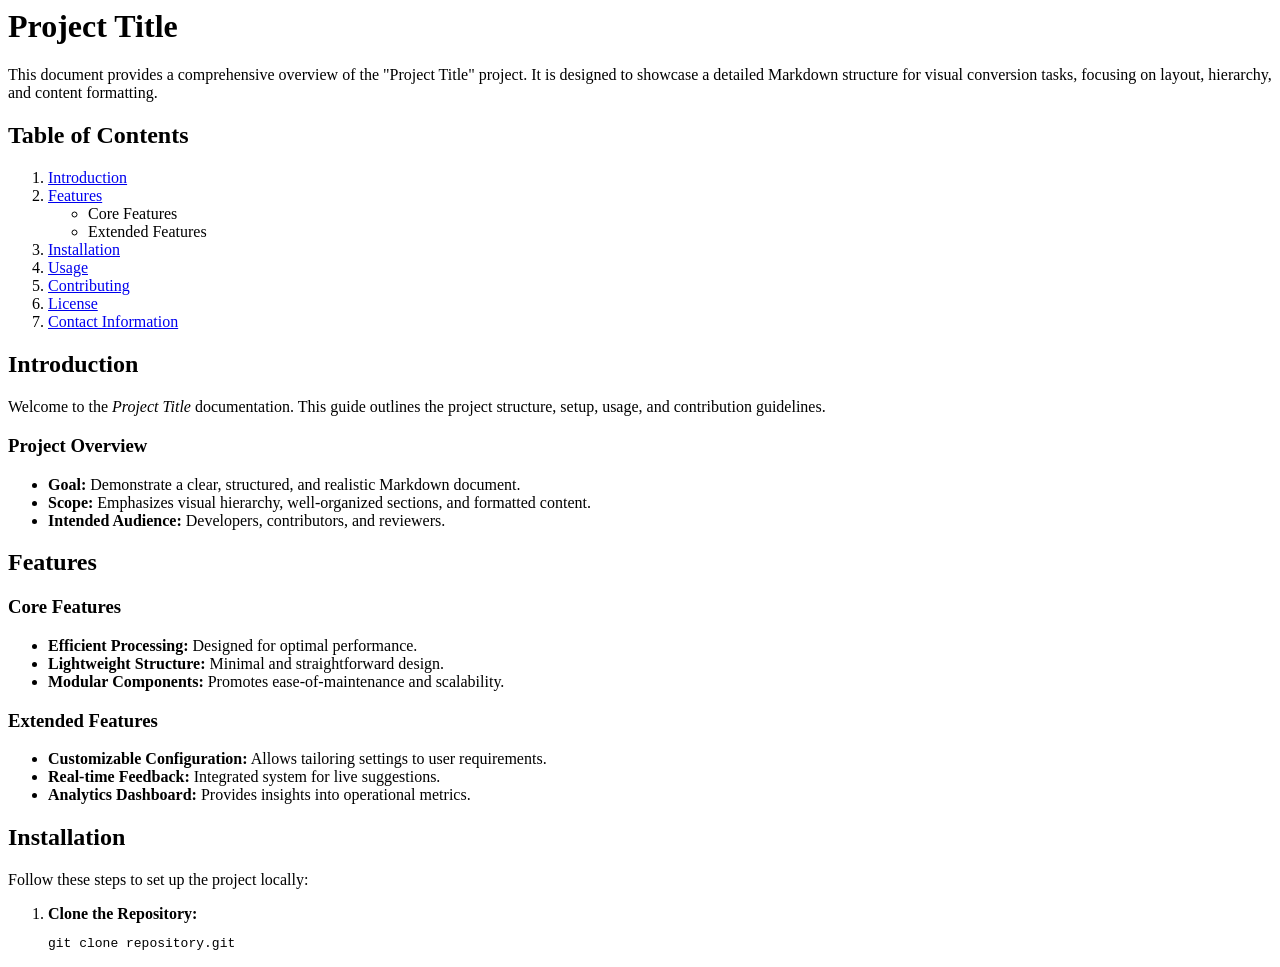 Project Title
This document provides a comprehensive overview of the "Project Title" project. It is designed to showcase a detailed Markdown structure for visual conversion tasks, focusing on layout, hierarchy,
and content formatting.
Table of Contents
1. Introduction
2. Features
Core Features
Extended Features
3. Installation
4. Usage
5. Contributing
6. License
7. Contact Information
Introduction
Welcome to the Project Title documentation. This guide outlines the project structure, setup, usage, and contribution guidelines.
Project Overview
Goal: Demonstrate a clear, structured, and realistic Markdown document.
Scope: Emphasizes visual hierarchy, well-organized sections, and formatted content.
Intended Audience: Developers, contributors, and reviewers.
Features
Core Features
Efficient Processing: Designed for optimal performance.
Lightweight Structure: Minimal and straightforward design.
Modular Components: Promotes ease-of-maintenance and scalability.
Extended Features
Customizable Configuration: Allows tailoring settings to user requirements.
Real-time Feedback: Integrated system for live suggestions.
Analytics Dashboard: Provides insights into operational metrics.
Installation
Follow these steps to set up the project locally:
1. Clone the Repository:
git clone repository.git